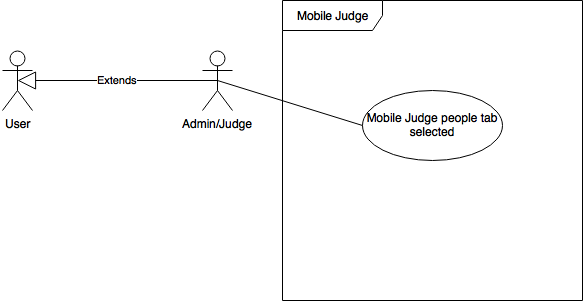 Mobile Judge
Extends
User
Admin/Judge
Mobile Judge people tab
selected